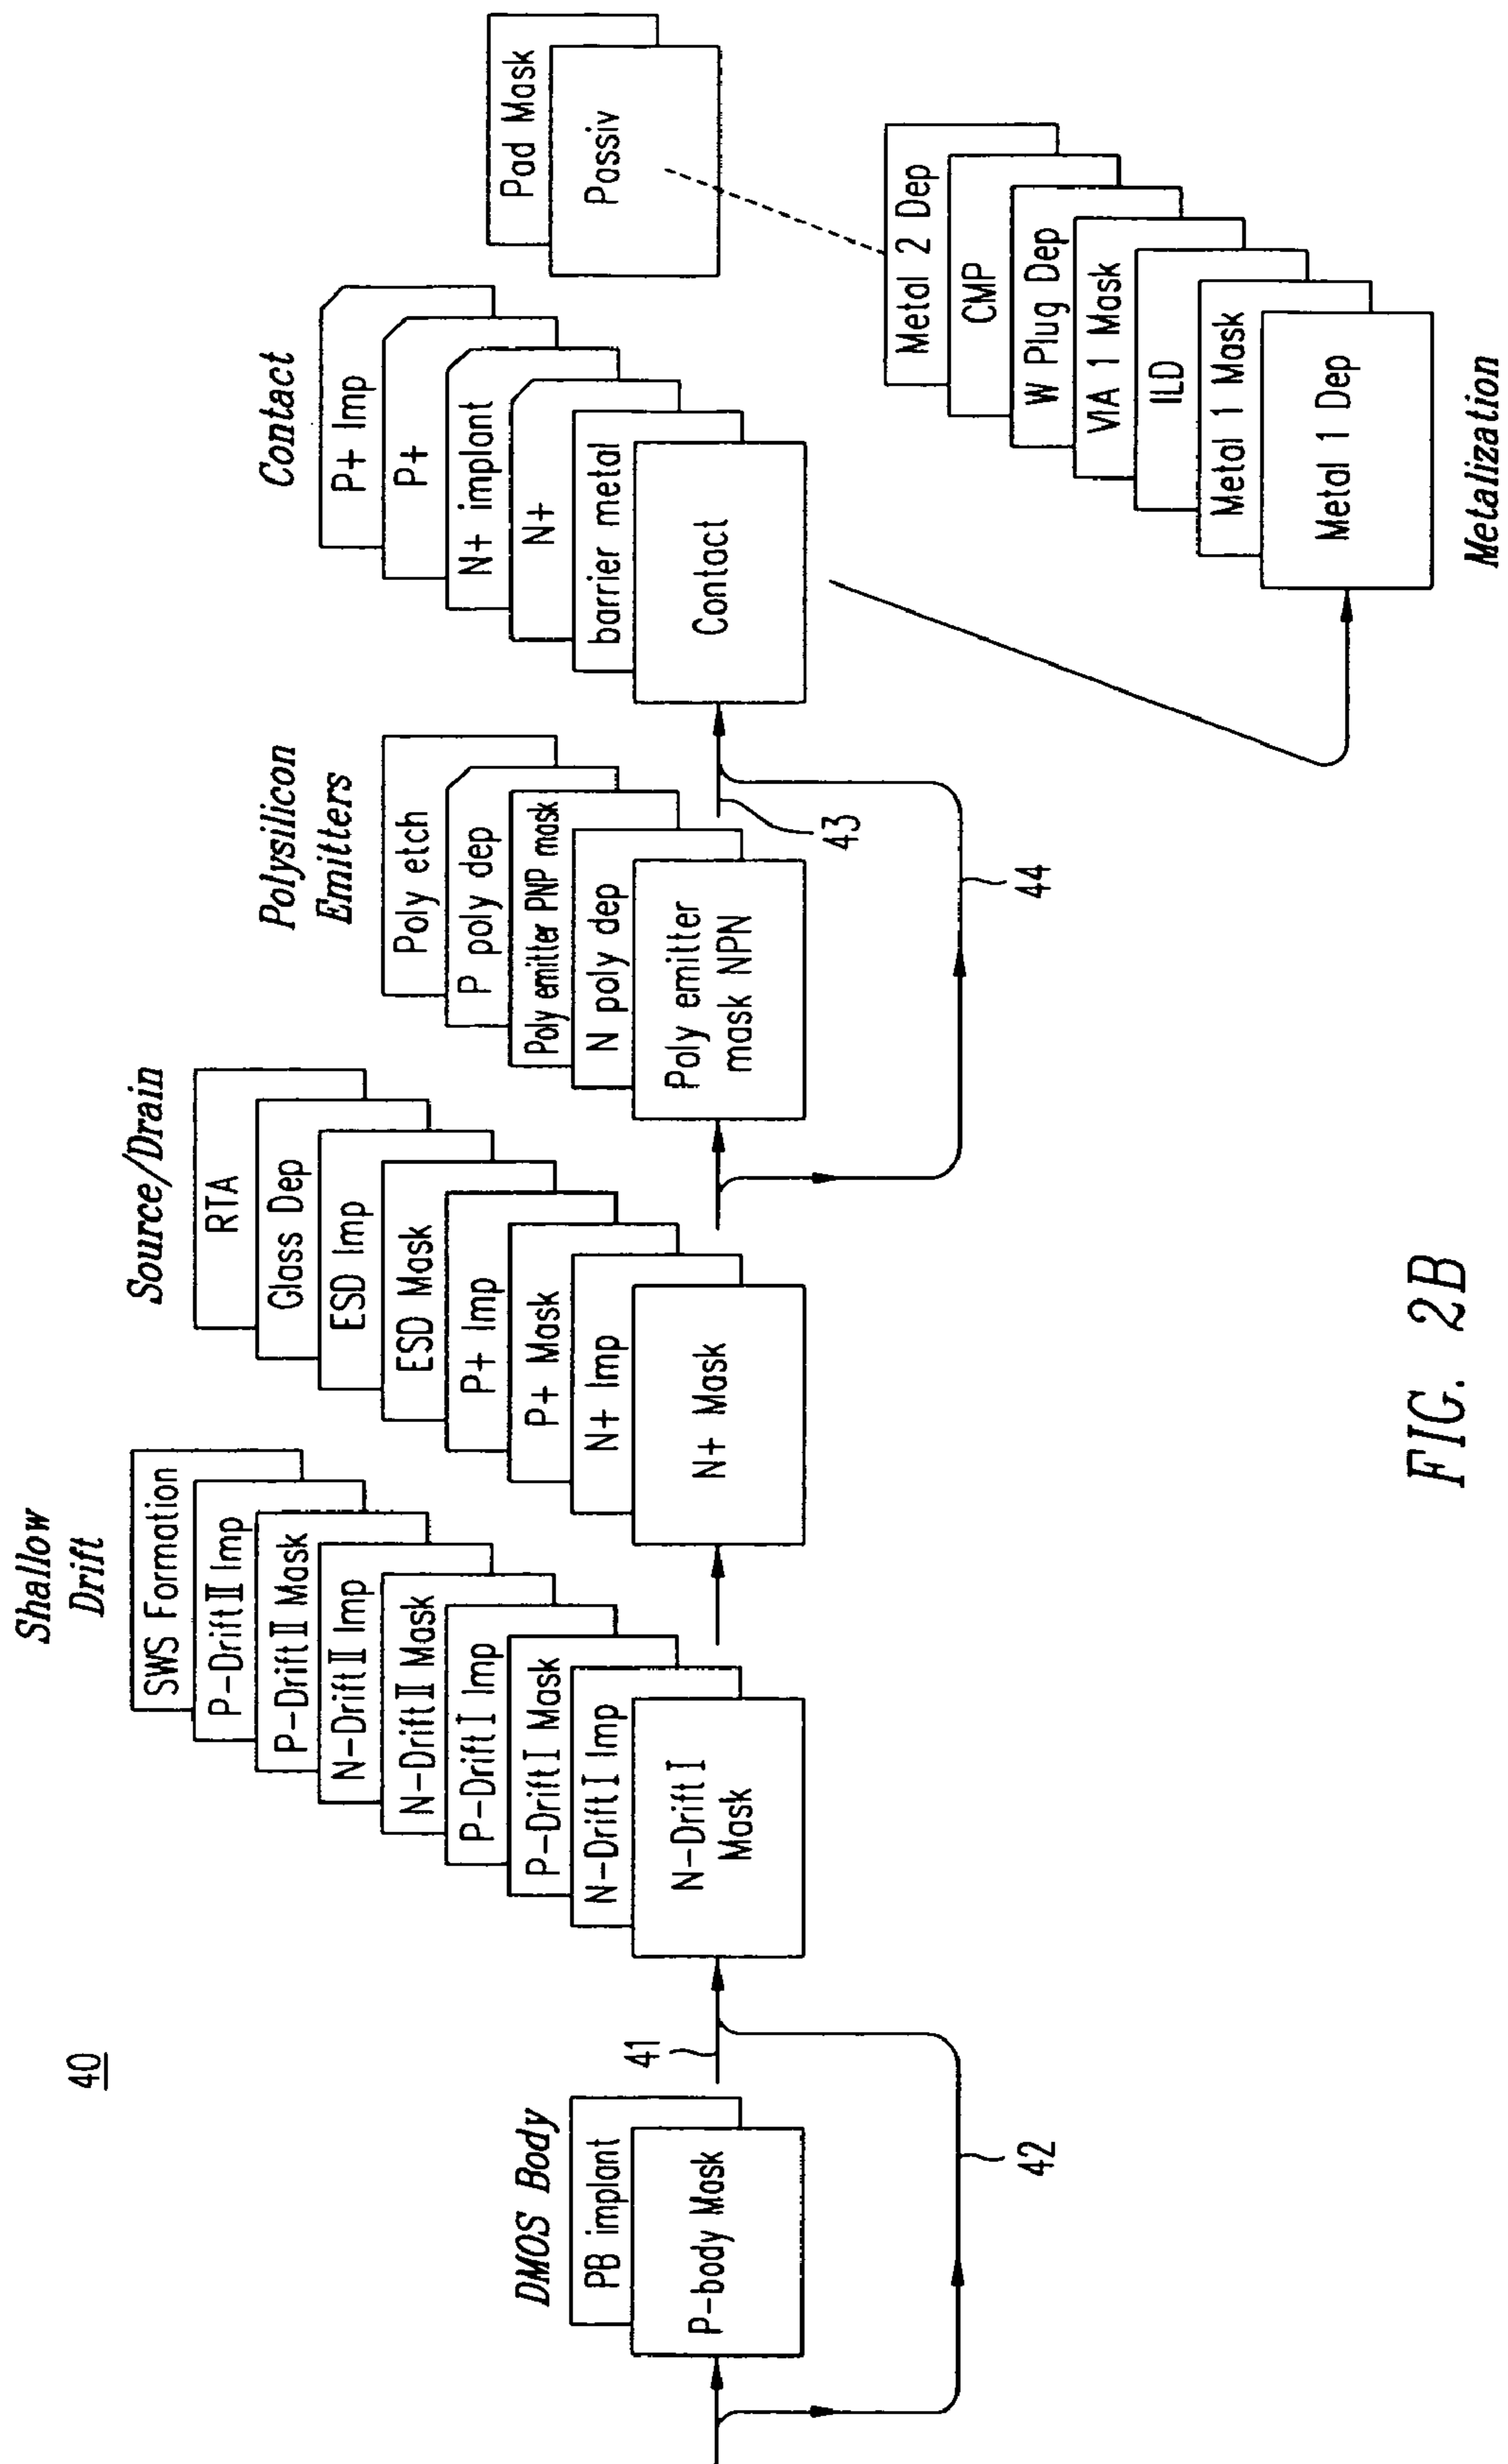 40
DMOS Body
PB implant
P-body Mask
41
42
Shallow
Drift
SWS Formation
P-Drift II Imp
P-Drift II Mask
N-Drift II Imp
N-Drift II Mask
P-Drift I Imp
P-Drift I Mask
N-Drift I Imp
N-Drift I
Mask
Source/Drain
RTA
Glass Dep
ESD Imp
ESD Mask
P+ Imp
P+ Mask
N+ Imp
N+ Mask
Polysilicon
Emitters
Poly etch
P poly dep
Poly emitter PNP mask
N poly dep
Poly emitter
mask NPN
43
44
Contact
P+ Imp
P+
N+ implant
N+
barrier metal
Contact
Pad Mask
Passiv
Metal 2 Dep
CMP
W Plug Dep
VIA 1 Mask
ILD
Metal 1 Mask
Metal 1 Dep
Metalization
FIG. 2B